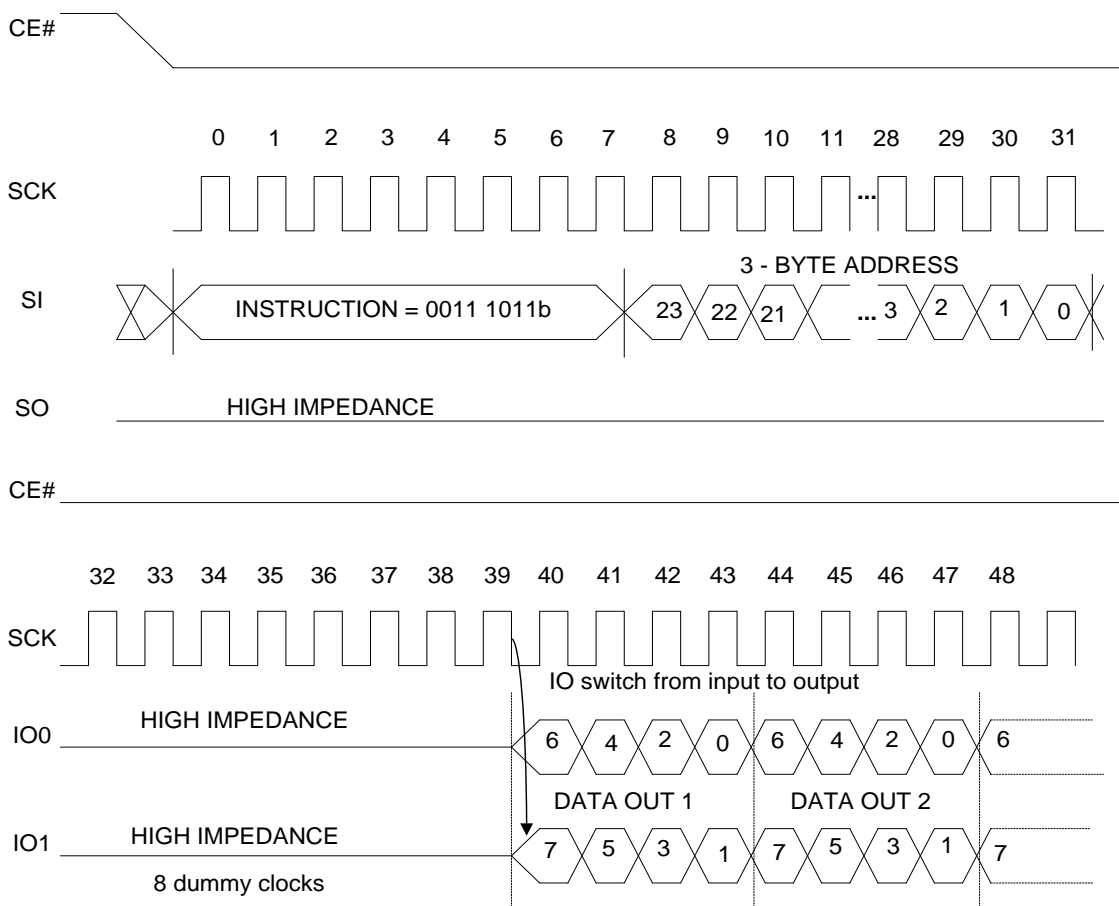 CE#
0 1 2 3 4 5 6 7 8 9 10 11 28 29 30 31
SCK ...
3 - BYTE ADDRESS
SI INSTRUCTION = 0011 1011b 23 22 21 ... 3 2 1 0
SO HIGH IMPEDANCE
CE#
32 33 34 35 36 37 38 39 40 41 42 43 44 45 46 47 48
SCK
IO switch from input to output
IO0 HIGH IMPEDANCE 6 4 2 0 6 4 2 0 6
DATA OUT 1 DATA OUT 2
IO1 HIGH IMPEDANCE 7 5 3 1 7 5 3 1 7
8 dummy clocks